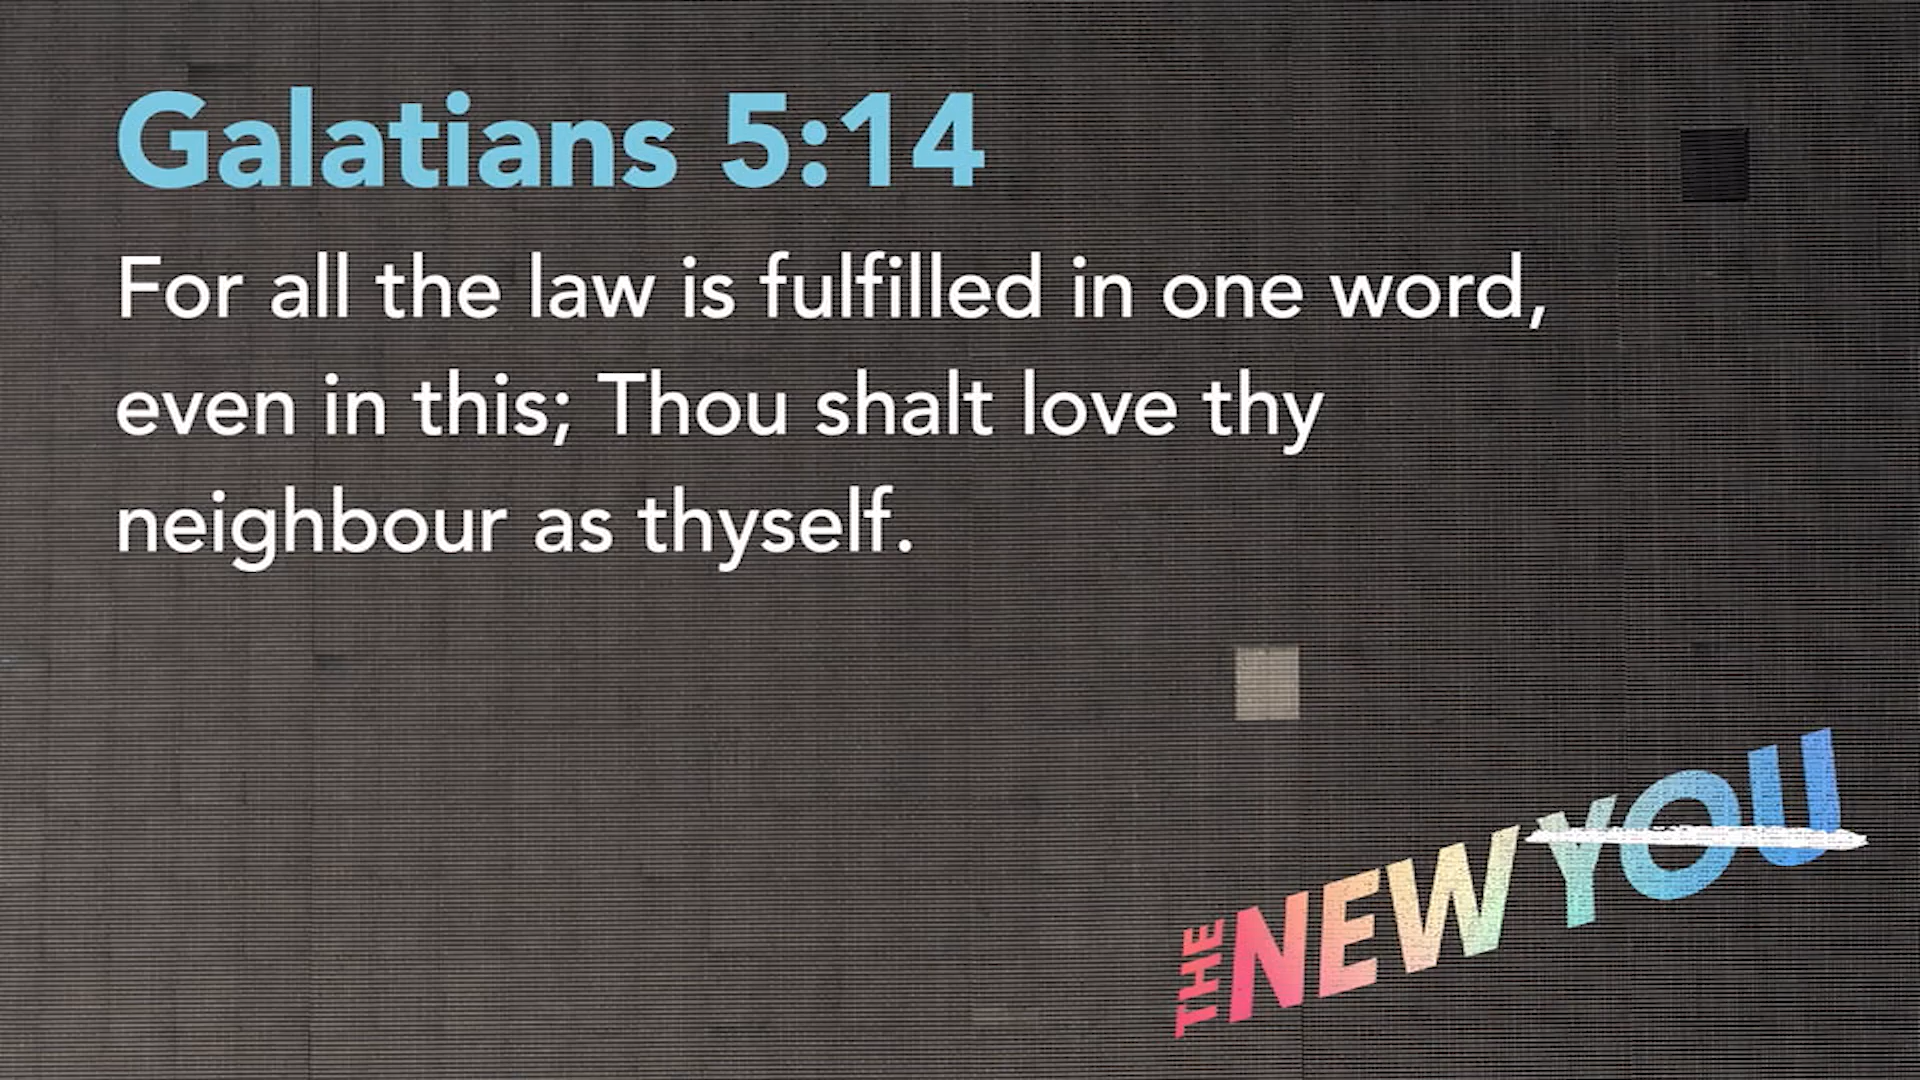 Galatians 5:14
For all the law is fulfilled in one word,
even in this; Thou shalt love thy
neighbour as thyself.
THE NEW YOU